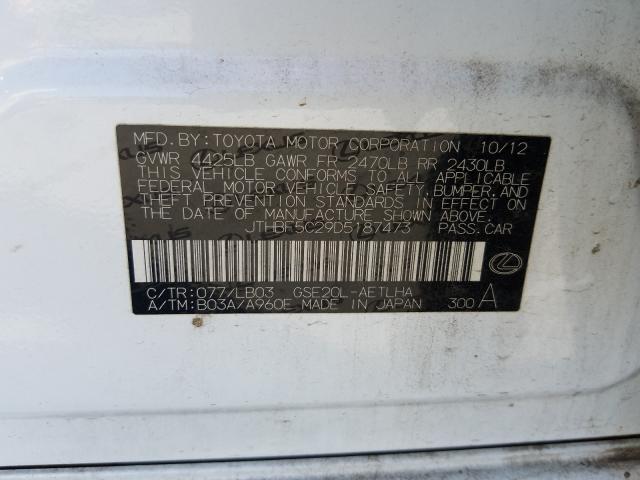 MFD. BY: TOYOTA MOTOR CORPORATION 10/12
GVWR 4425LB GAWR FR 2470LB RR 2430LB
THIS VEHICLE CONFORMS TO ALL APPLICABLE
FEDERAL MOTOR VEHICLE SAFETY, BUMPER, AND
THEFT PREVENTION STANDARDS IN EFFECT ON
THE DATE OF MANUFACTURE SHOWN ABOVE.
JTHBF5C29D5187473 PASS.CAR
C/TR:077/LB03 GSE20L-AETLHA
A/TM:B03A/A960E MADE IN JAPAN 300 A